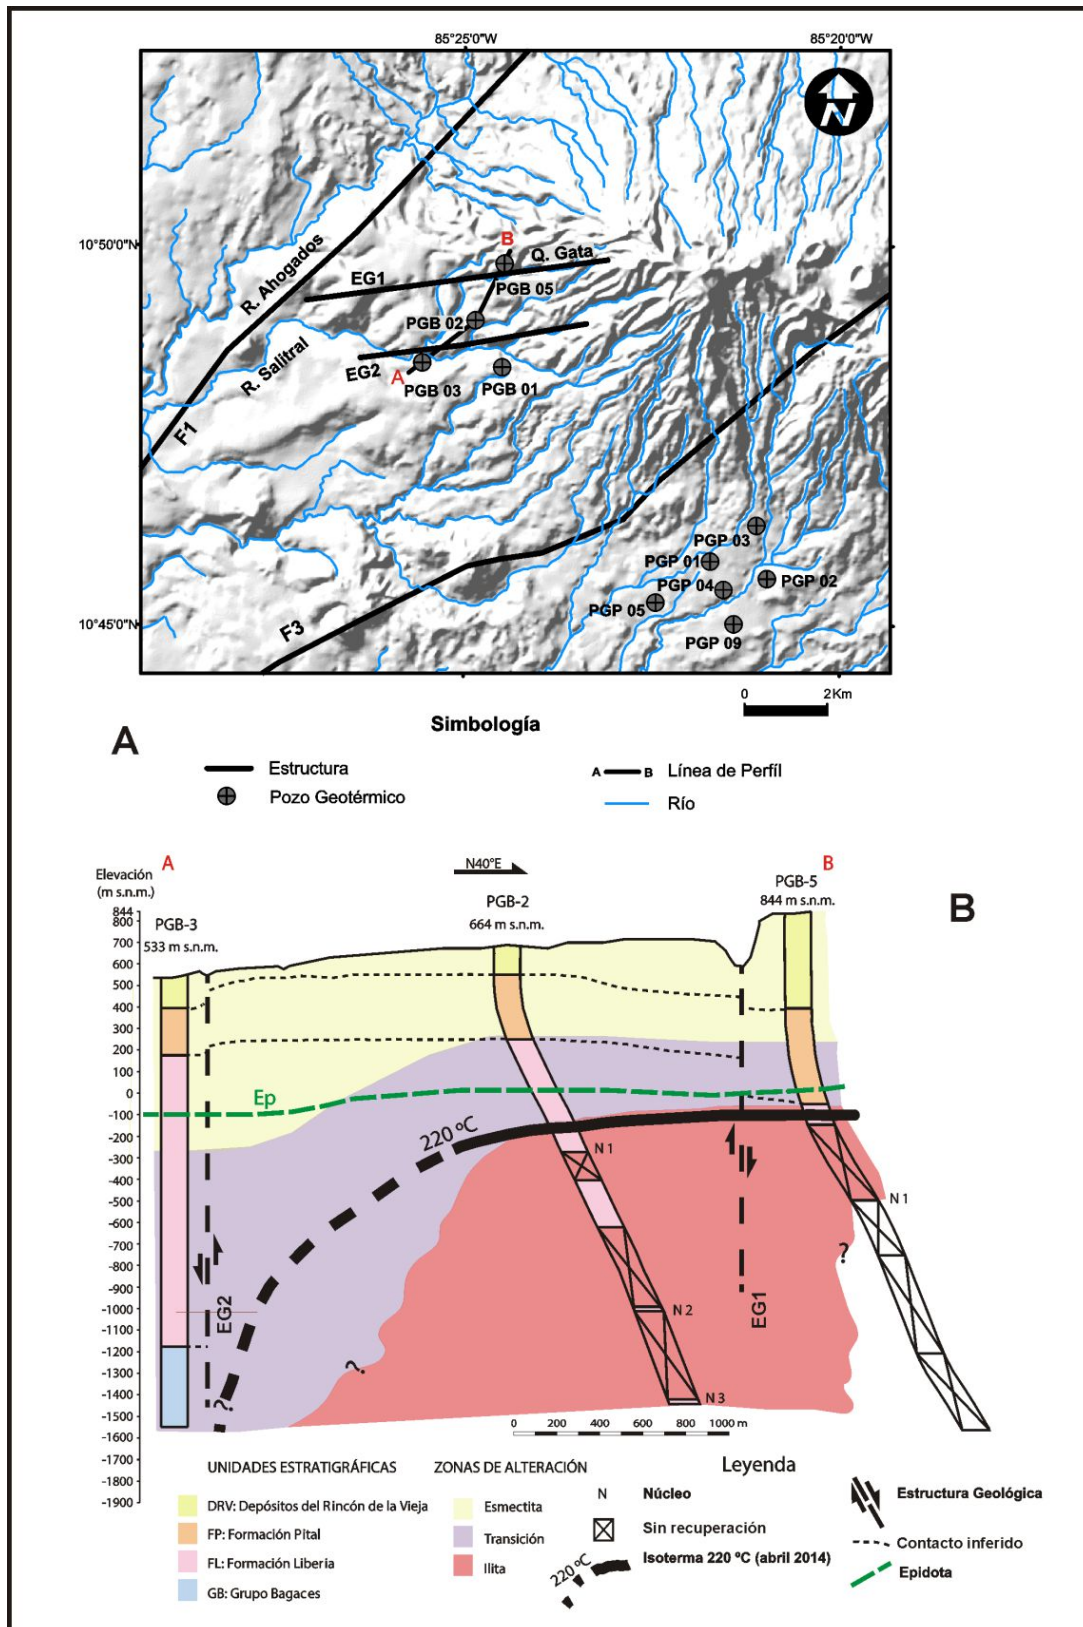 85°25'0"W
85°20'0"W
N
10°50'0"N
B
Q. Gata
R. Ahogados
EG1
PGB 05
PGB 02
R. Salitral
EG2
A
PGB 03
PGB 01
F1
PGP 03
PGP 01
PGP 04
PGP 02
PGP 05
10°45'0"N
F3
PGP 09
0
2Km
Simbología
A
Estructura
A
B
Línea de Perfíl
Pozo Geotérmico
Río
A
N40°E
B
Elevación
(m s.n.m.)
PGB-3
533 m s.n.m.
PGB-2
664 m s.n.m.
PGB-5
844 m s.n.m.
B
844
800
700
600
500
400
300
200
100
0
-100
-200
-300
-400
-500
-600
-700
-800
-900
-1000
-1100
-1200
-1300
-1400
-1500
-1600
-1700
-1800
-1900
Ep
220 ºC
N 1
N 1
?
EG2
N 2
EG1
?
?
N 3
0 200 400 600 800 1000 m
UNIDADES ESTRATIGRÁFICAS
DRV: Depósitos del Rincón de la Vieja
FP: Formación Pital
FL: Formación Liberia
GB: Grupo Bagaces
ZONAS DE ALTERACIÓN
Esmectita
Transición
Ilita
Leyenda
N
Núcleo
Sin recuperación
220 ºC
Isoterma 220 ºC (abril 2014)
Estructura Geológica
Contacto inferido
Epidota